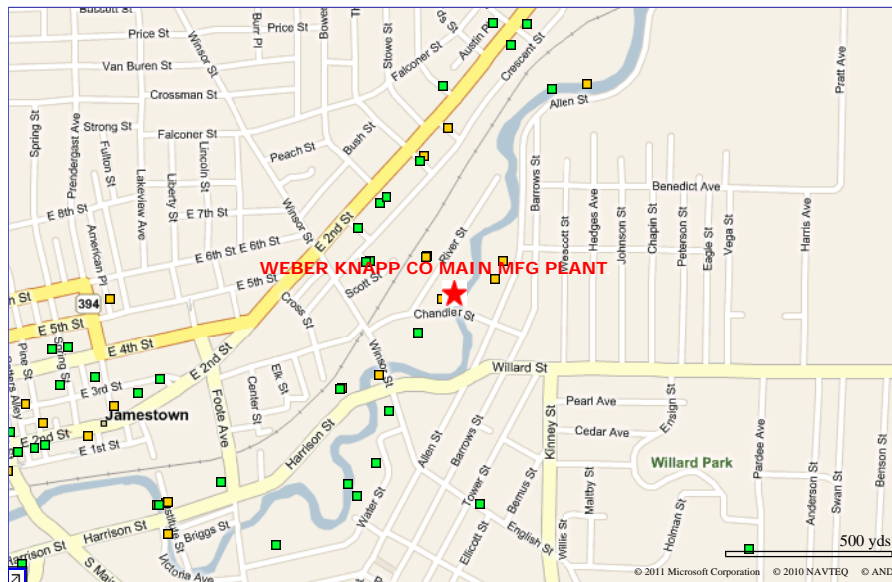 Bussott St
Price St
Price St
Van Buren St
Crossman St
Strong St
Falconer St
Falconer St
Burr Pl
Winsor St
Stowe St
Austin
Crescent St
Allen St
Pratt Ave
Spring St
Prendergast Ave
Fulton St
Lakeview Ave
Liberty St
Lincoln St
Peach St
Bush St
Barrows St
Benedict Ave
E 8th St
E 7th St
Winsor St
E 2nd St
River St
Wescott St
Hedges Ave
Johnson St
Chapin St
Peterson St
Eagle St
Vega St
Harris Ave
American Pl
E 6th St
E 6th St
E 5th St
WEBER KNAPP CO MAIN MFG PLANT
Scott St
Cross St
394
Chandler St
E 5th St
E 4th St
E 2nd St
Pine St
Spring St
E 3rd St
Elk St
Center St
Winsor St
Willard St
Jamestown
Foote Ave
Harrison St
Allen St
Barrows St
Kinney St
Pearl Ave
Cedar Ave
Ensign St
Pardee Ave
Benson St
E 2nd St
E 1st St
Willard Park
Tower St
Bemus St
Maltby St
Anderson St
Swan St
Water St
Holman St
Harrison St
Harrison St
Briggs St
English St
Ellicott St
Willis St
Victoria Ave
S Main
500 yds
© 2011 Microsoft Corporation © 2010 NAVTEQ © AND